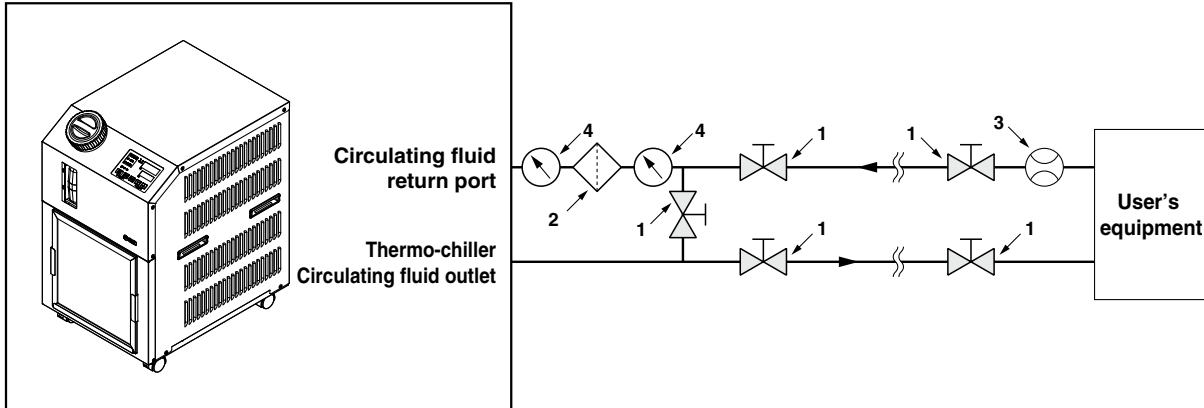 Circulating fluid
return port
Thermo-chiller
Circulating fluid outlet
4
2
4
1
1
1
3
1
1
User's
equipment